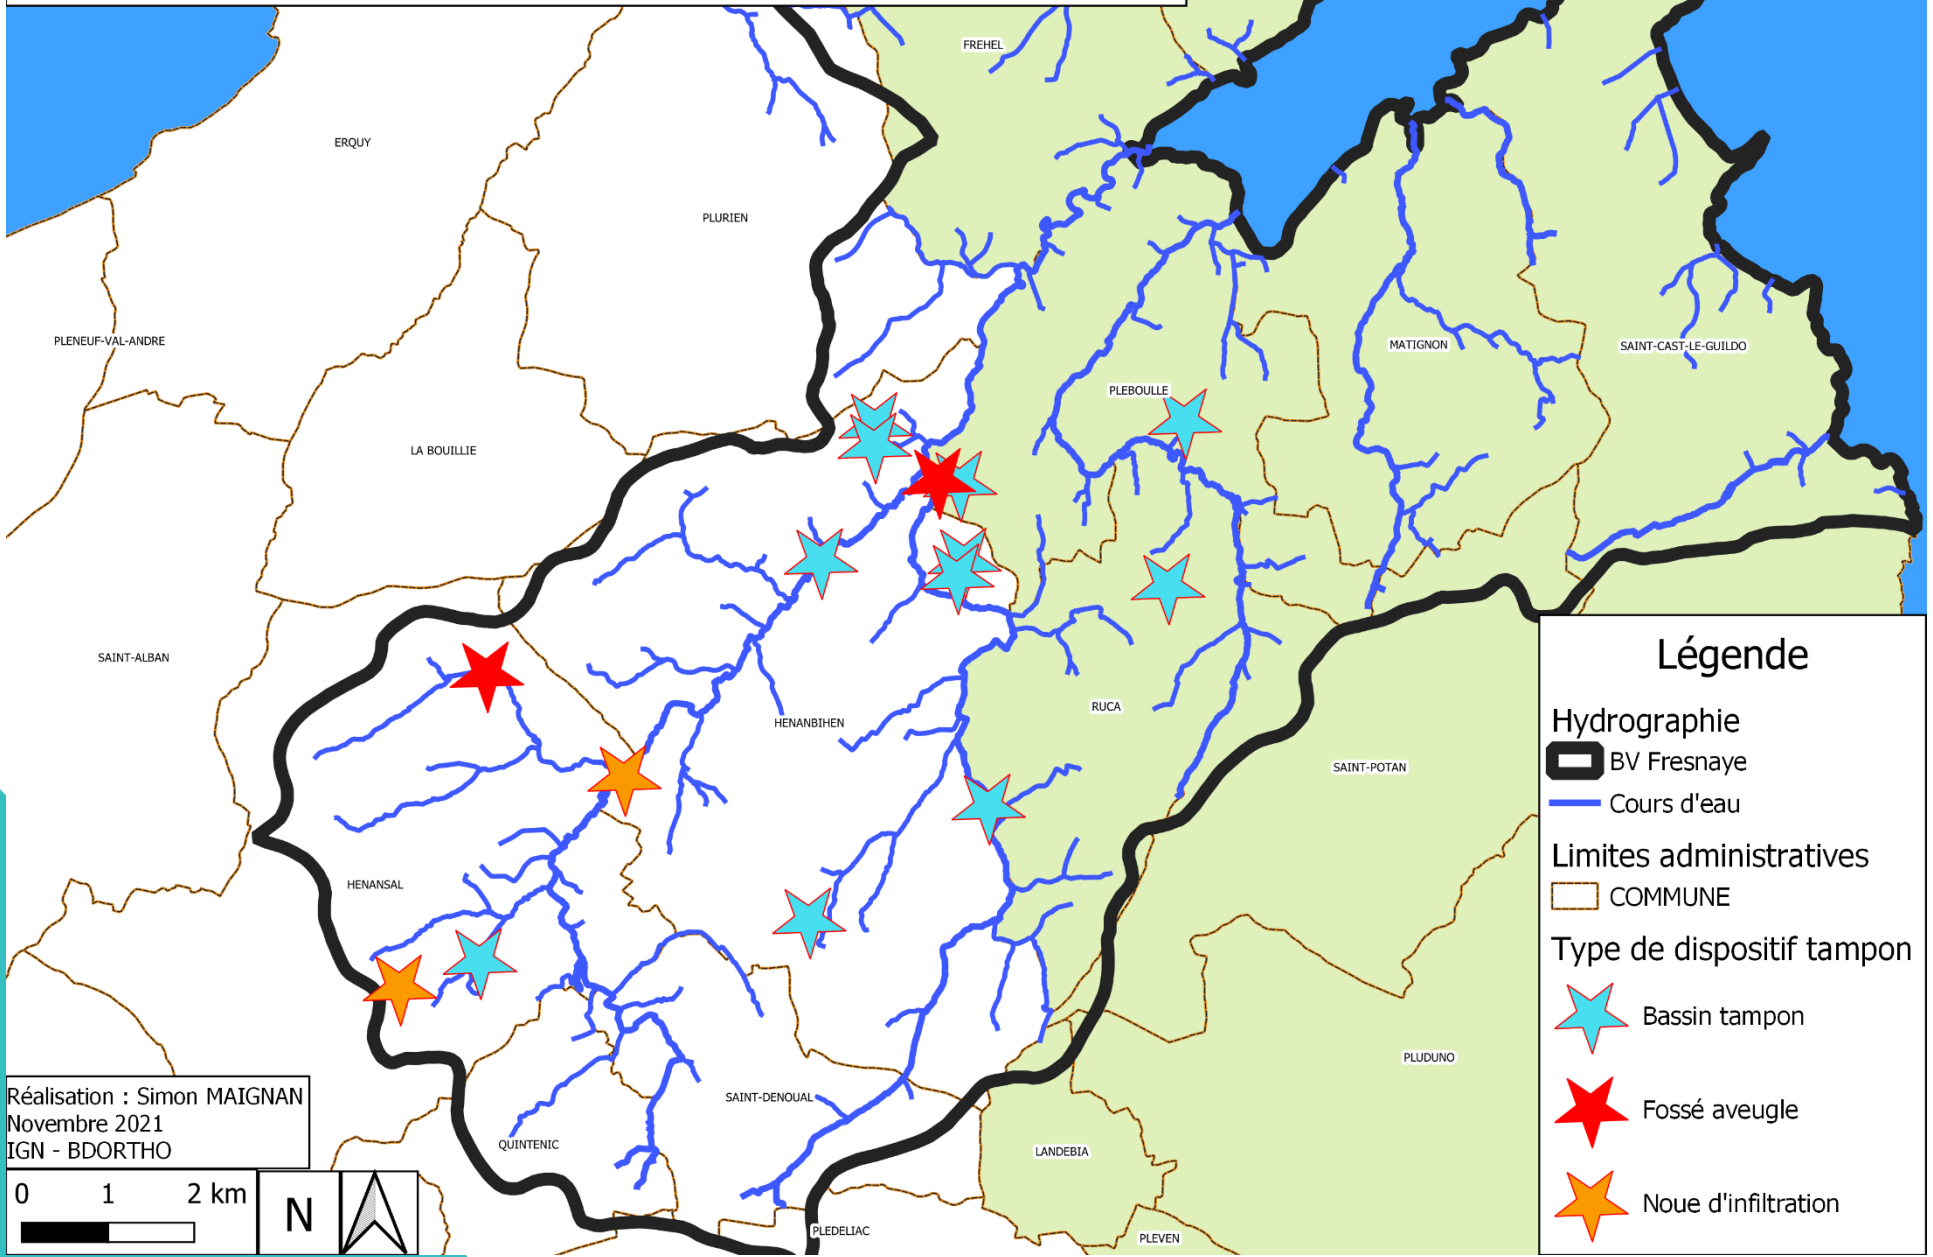 FREHEL
ERQUY
PLURIEN
PLENEUF-VAL-ANDRE
MATIGNON
SAINT-CAST-LE-GUILDO
PLEBOULLE
LA BOUILLIE
SAINT-ALBAN
HENANBIHEN
RUCA
SAINT-POTAN
HENANSAL
PLUDUNO
SAINT-DENOUAL
QUINTENIC
LANDEBIA
PLEDELIAC
PLEVEN
Légende
Hydrographie
BV Fresnaye
Cours d'eau
Limites administratives
COMMUNE
Type de dispositif tampon
Bassin tampon
Fossé aveugle
Noue d'infiltration
Réalisation : Simon MAIGNAN
Novembre 2021
IGN - BDORTHO
0 1 2 km
N